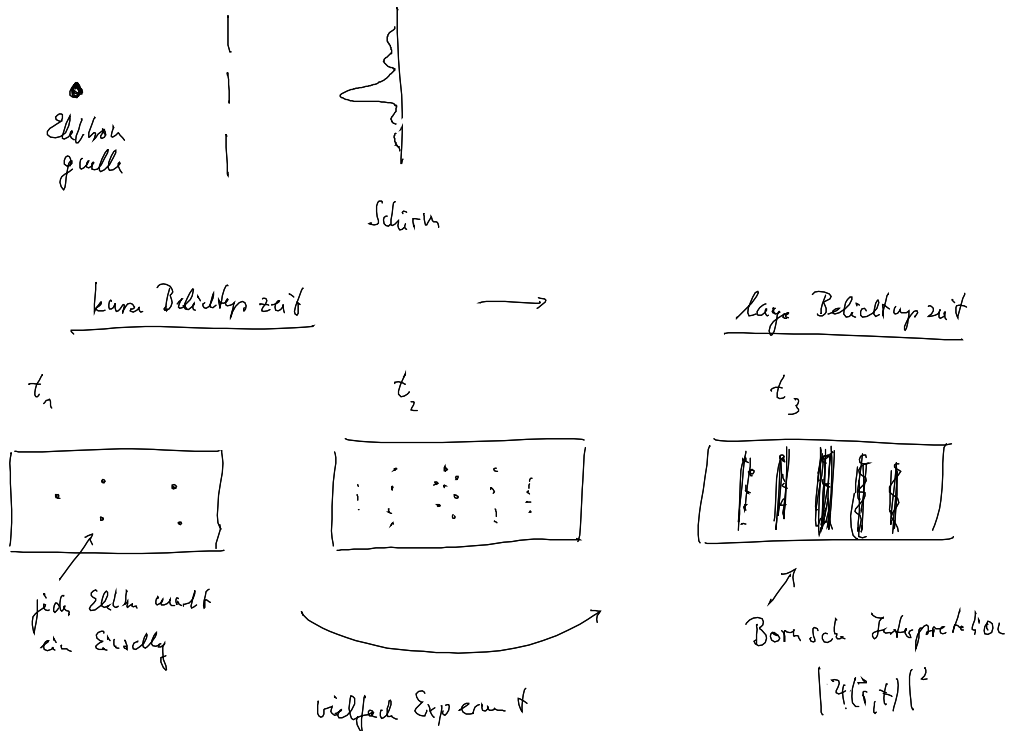 Elektron
quelle
Schirm
kurze Belichtungszeit
lange Belichtungszeit
t₁
t₂
t₃
jedes Elektron macht
ein Einschlag
Bornsche Interpretation
|Ψ(r⃗,t)|²
vielfach Experiment